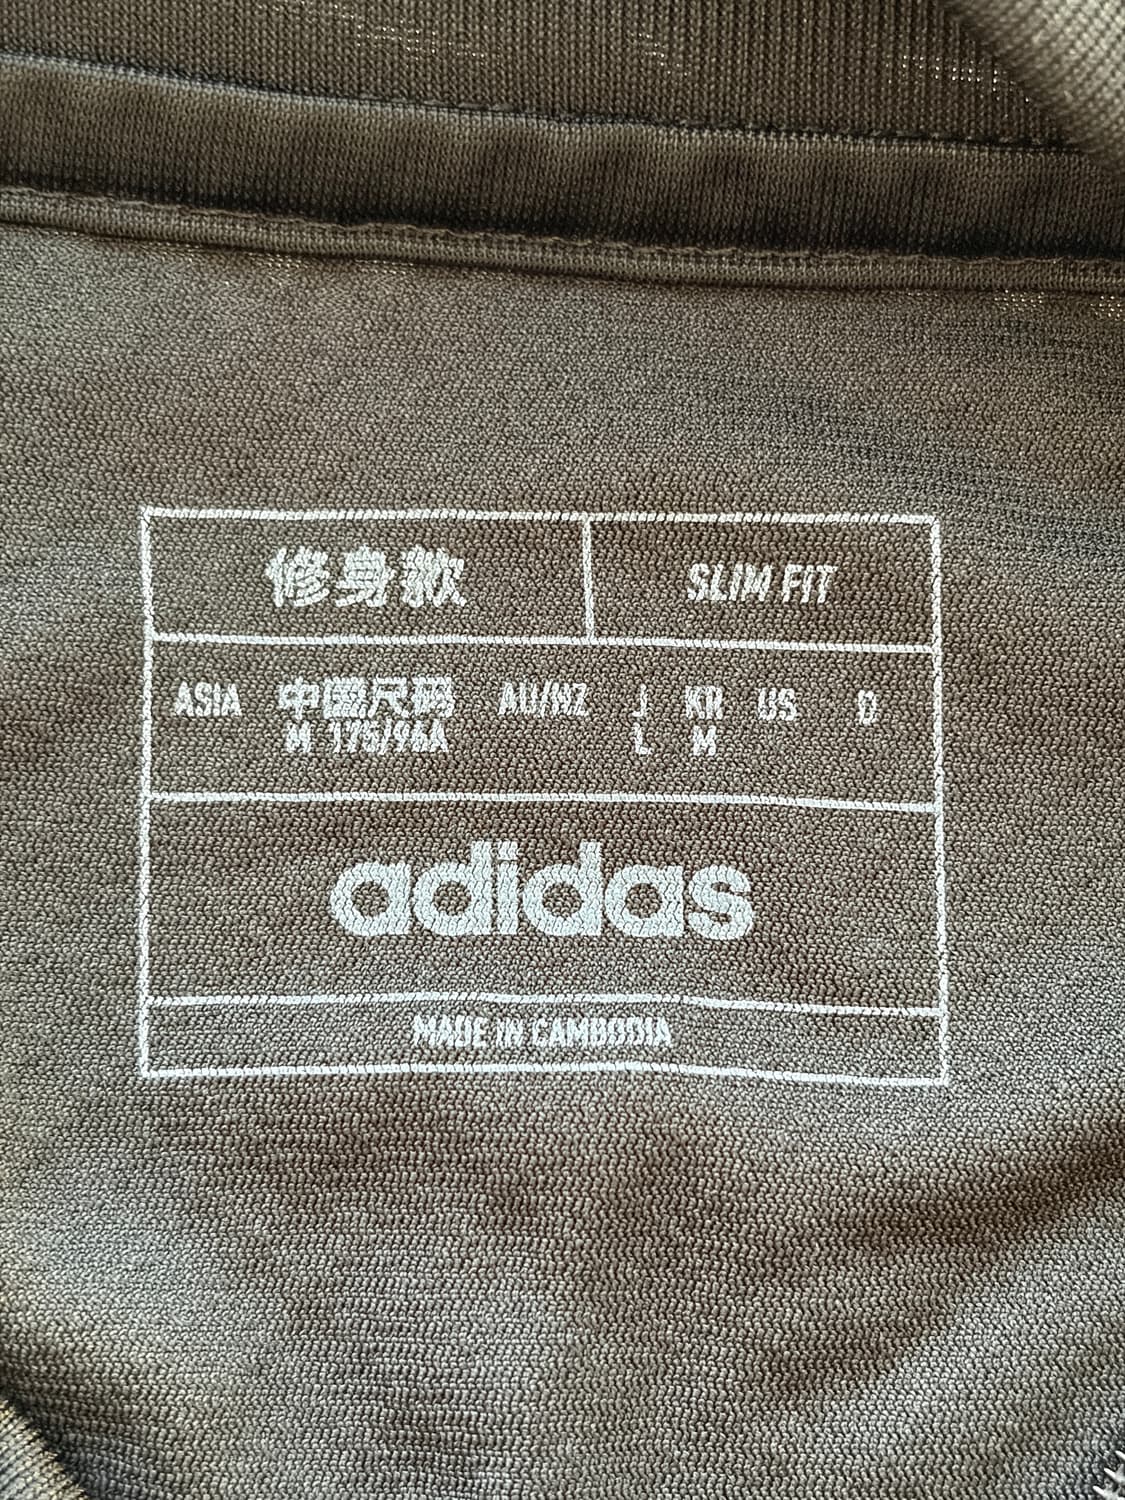 修身款 SLIM FIT
ASIA 中国尺码 AU/NZ J KR US D
M 175/96A L M
adidas
MADE IN CAMBODIA